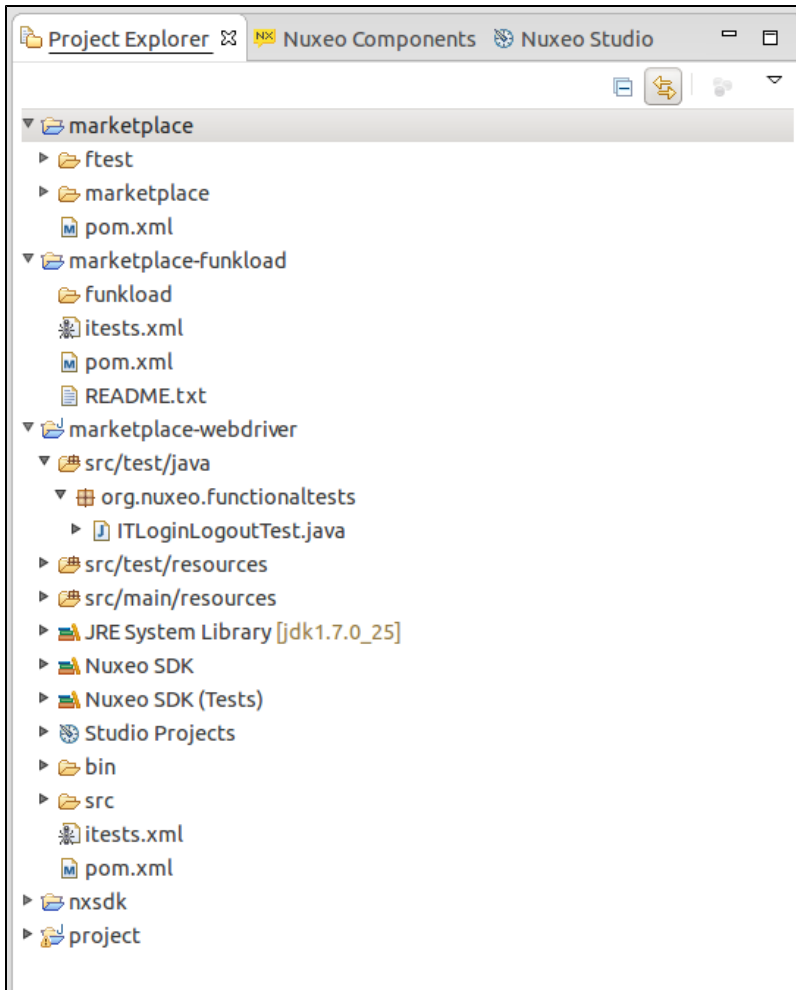 Project Explorer NX Nuxeo Components Nuxeo Studio
marketplace
ftest
marketplace
M pom.xml
marketplace-funkload
funkload
itests.xml
M pom.xml
README.txt
marketplace-webdriver
src/test/java
org.nuxeo.functionaltests
J ITLoginLogoutTest.java
src/test/resources
src/main/resources
JRE System Library [jdk1.7.0_25]
Nuxeo SDK
Nuxeo SDK (Tests)
Studio Projects
bin
src
itests.xml
M pom.xml
nxsdk
project